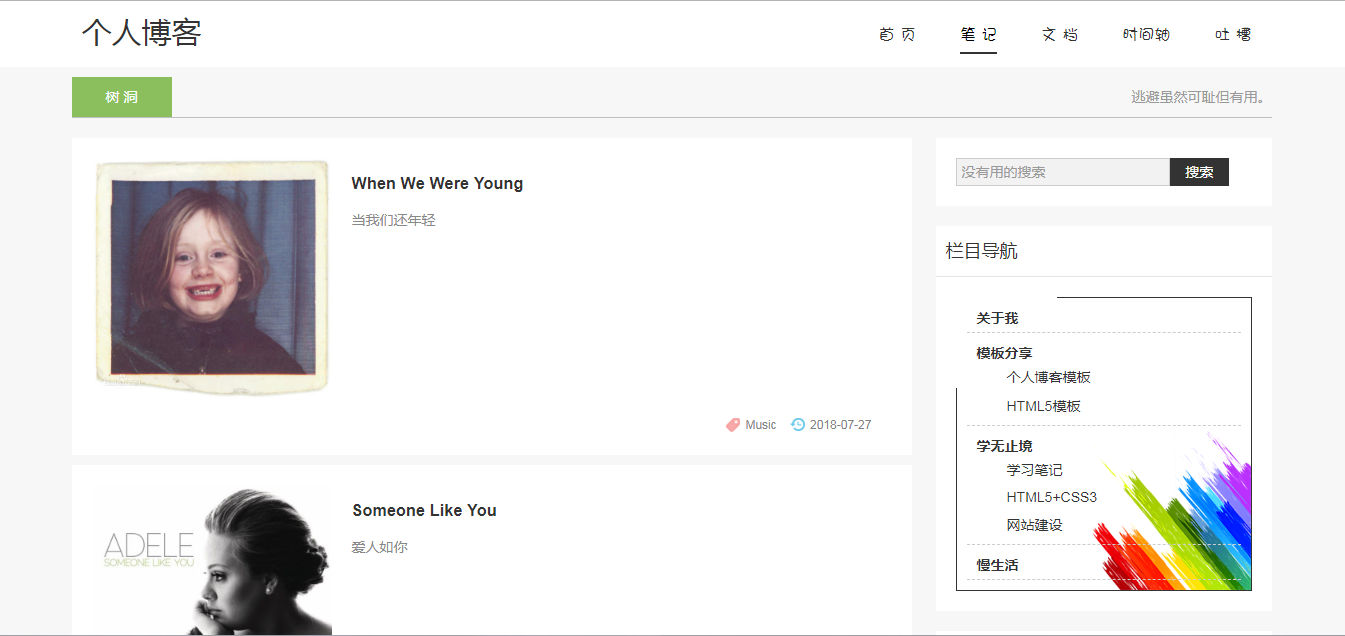 个人博客
首 页
笔 记
文 档
时间轴
吐 槽
树 洞
逃避虽然可耻但有用。
When We Were Young
当我们还年轻
Music
2018-07-27
ADELE
SOMEONE LIKE YOU
Someone Like You
爱人如你
没有用的搜索
搜索
栏目导航
关于我
模板分享
个人博客模板
HTML5模板
学无止境
学习笔记
HTML5+CSS3
网站建设
慢生活